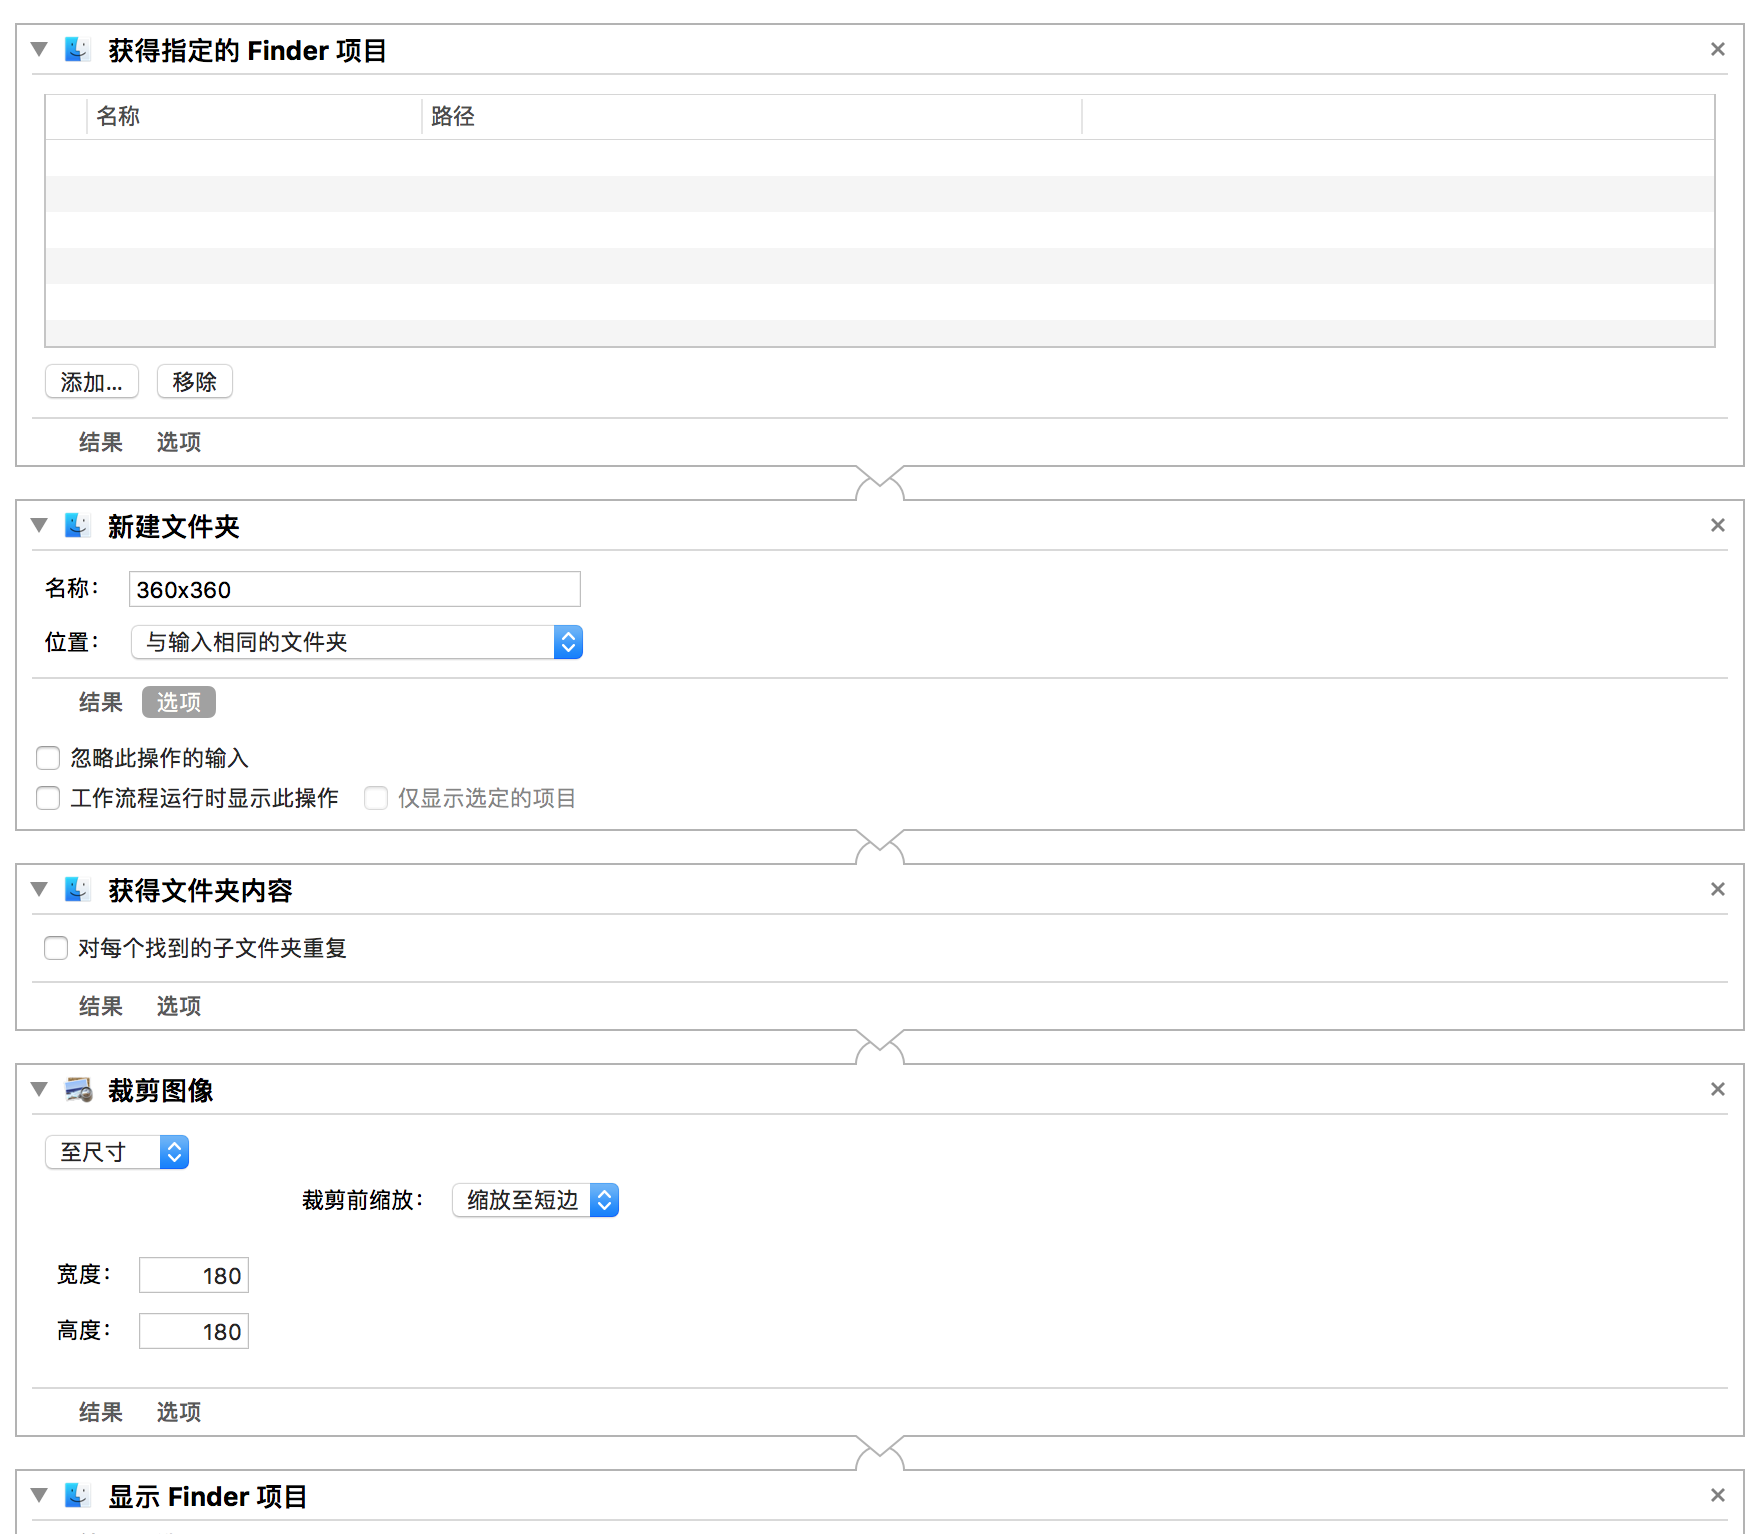 获得指定的 Finder 项目
名称 路径
添加... 移除
结果 选项
新建文件夹
名称： 360x360
位置： 与输入相同的文件夹
结果 选项
忽略此操作的输入
工作流程运行时显示此操作 仅显示选定的项目
获得文件夹内容
对每个找到的子文件夹重复
结果 选项
裁剪图像
至尺寸
裁剪前缩放： 缩放至短边
宽度： 180
高度： 180
结果 选项
显示 Finder 项目